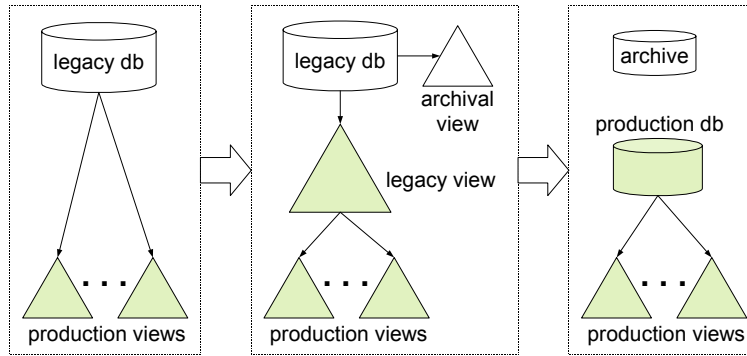 legacy db
production views
legacy db
archival
view
legacy view
production views
archive
production db
production views